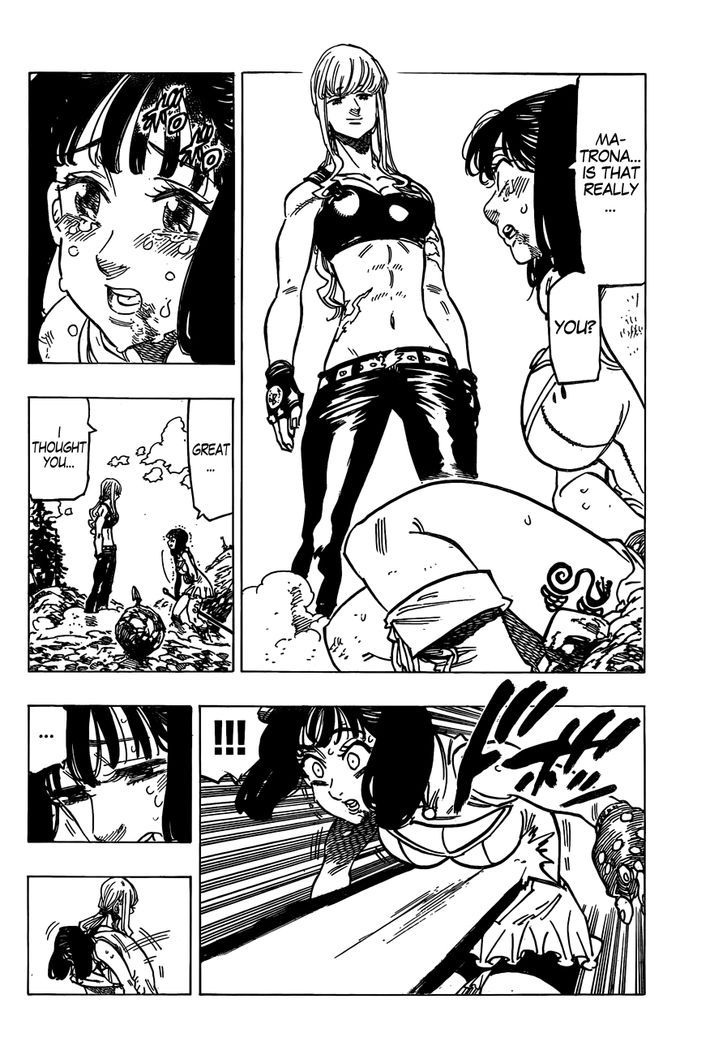 MA-
TRONA...
IS THAT
REALLY
...
YOU?
GREAT
...
I
THOUGHT
YOU...
!!!
...